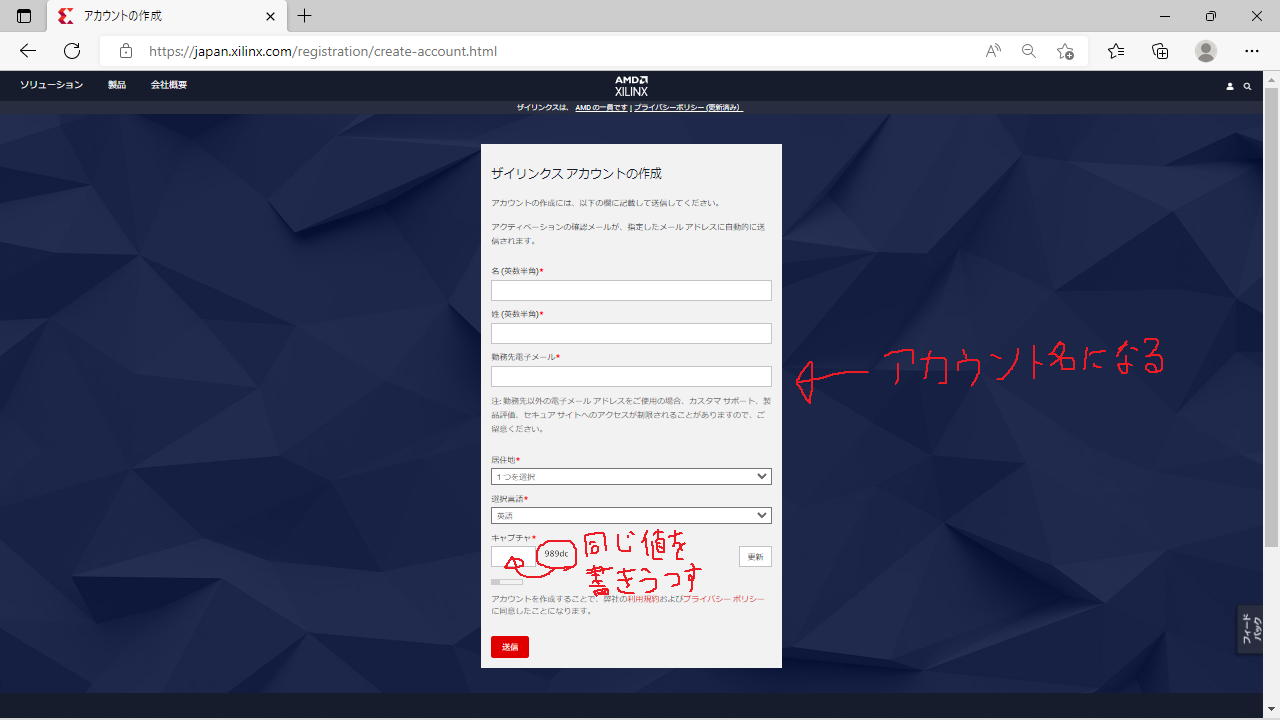 アカウントの作成
https://japan.xilinx.com/registration/create-account.html
ソリューション 製品 会社概要
AMD
XILINX
ザイリンクスは、 AMD の一員です | プライバシーポリシー (更新済み)
ザイリンクス アカウントの作成
アカウントの作成には、以下の欄に記載して送信してください。
アクティベーションの確認メールが、指定したメール アドレスに自動的に送
信されます。
名 (英数半角)*
姓 (英数半角)*
勤務先電子メール*
アカウント名になる
注: 勤務先以外の電子メール アドレスをご使用の場合、カスタマ サポート、製
品評価、セキュア サイトへのアクセスが制限されることがありますので、ご
留意ください。
居住地*
1 つを選択
選択言語*
英語
キャプチャ*
989dc
同じ値を
書きうつす
更新
アカウントを作成することで、弊社の利用規約およびプライバシー ポリシー
に同意したことになります。
送信
フィード
バック